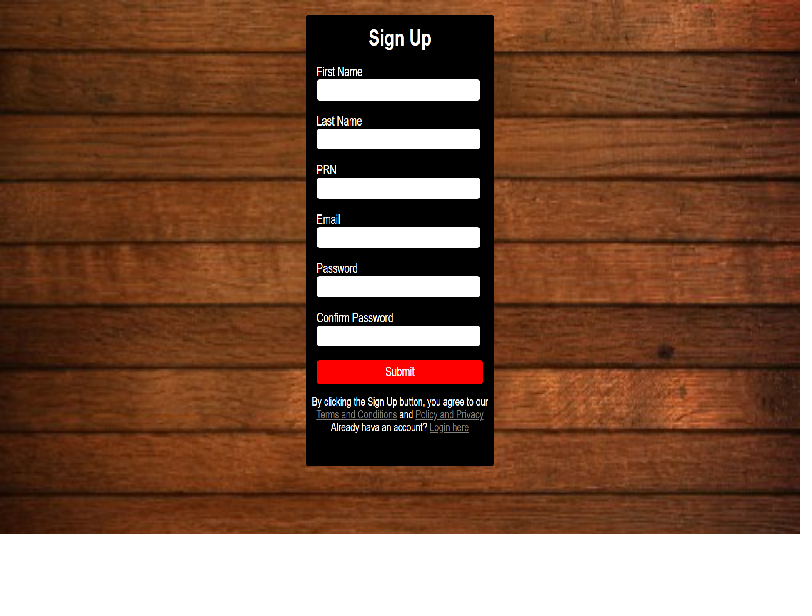 Sign Up
First Name
Last Name
PRN
Email
Password
Confirm Password
Submit
By clicking the Sign Up button, you agree to our
Terms and Conditions and Policy and Privacy
Already hava an account? Login here